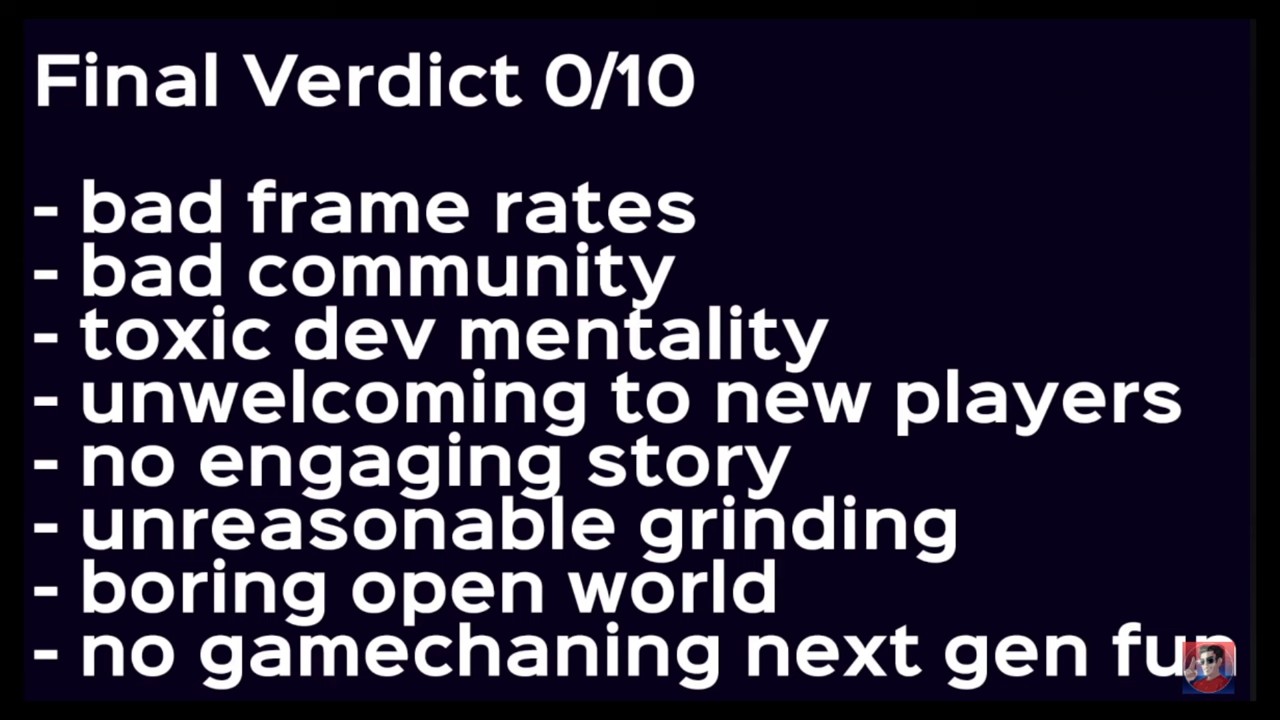 Final Verdict 0/10
- bad frame rates
- bad community
- toxic dev mentality
- unwelcoming to new players
- no engaging story
- unreasonable grinding
- boring open world
- no gamechaning next gen fun